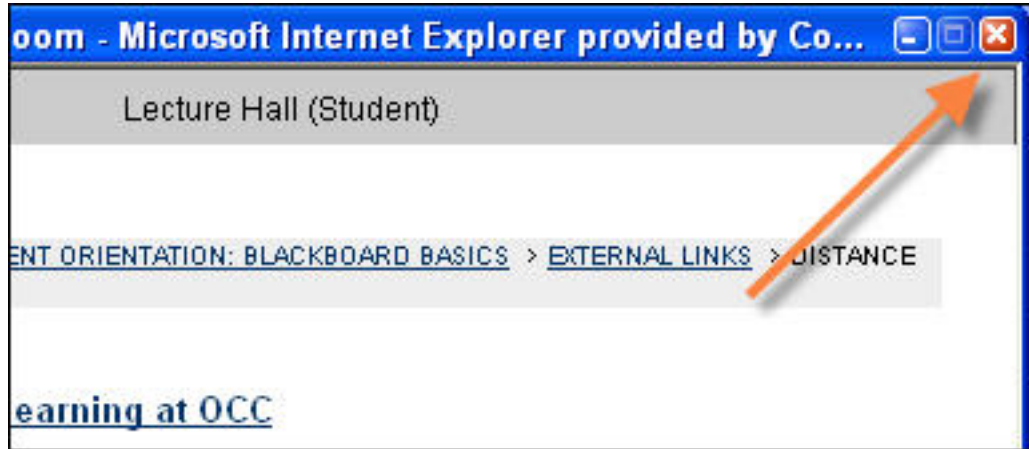 oom - Microsoft Internet Explorer provided by Co...
Lecture Hall (Student)
ENT ORIENTATION: BLACKBOARD BASICS > EXTERNAL LINKS > DISTANCE
earning at OCC